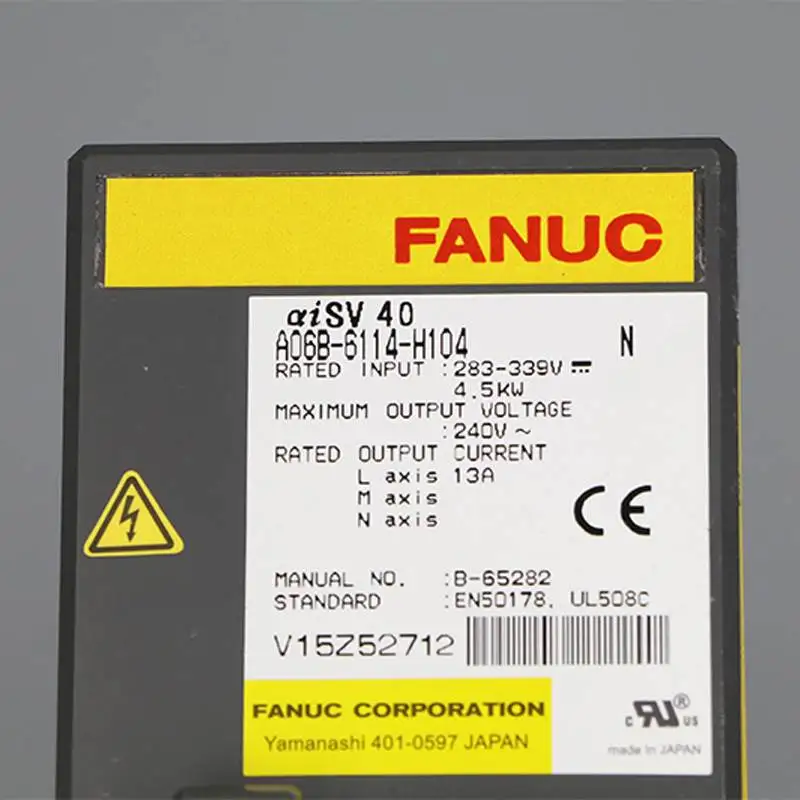 FANUC
αiSV 40
A06B-6114-H104 N
RATED INPUT :283-339V ⎓
4.5KW
MAXIMUM OUTPUT VOLTAGE
:240V ~
RATED OUTPUT CURRENT
L axis 13A
M axis
N axis
CE
MANUAL NO. :B-65282
STANDARD :EN50178, UL508C
V15Z52712
FANUC CORPORATION
Yamanashi 401-0597 JAPAN
c RU® US
made in JAPAN